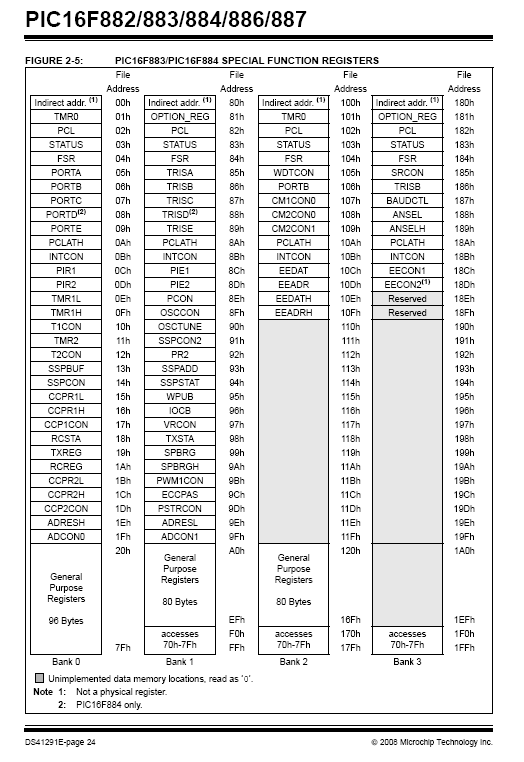 PIC16F882/883/884/886/887
FIGURE 2-5: PIC16F883/PIC16F884 SPECIAL FUNCTION REGISTERS
File File File File
Address Address Address Address
Indirect addr. (1) 00h Indirect addr. (1) 80h Indirect addr. (1) 100h Indirect addr. (1) 180h
TMR0 01h OPTION_REG 81h TMR0 101h OPTION_REG 181h
PCL 02h PCL 82h PCL 102h PCL 182h
STATUS 03h STATUS 83h STATUS 103h STATUS 183h
FSR 04h FSR 84h FSR 104h FSR 184h
PORTA 05h TRISA 85h WDTCON 105h SRCON 185h
PORTB 06h TRISB 86h PORTB 106h TRISB 186h
PORTC 07h TRISC 87h CM1CON0 107h BAUDCTL 187h
PORTD(2) 08h TRISD(2) 88h CM2CON0 108h ANSEL 188h
PORTE 09h TRISE 89h CM2CON1 109h ANSELH 189h
PCLATH 0Ah PCLATH 8Ah PCLATH 10Ah PCLATH 18Ah
INTCON 0Bh INTCON 8Bh INTCON 10Bh INTCON 18Bh
PIR1 0Ch PIE1 8Ch EEDAT 10Ch EECON1 18Ch
PIR2 0Dh PIE2 8Dh EEADR 10Dh EECON2(1) 18Dh
TMR1L 0Eh PCON 8Eh EEDATH 10Eh Reserved 18Eh
TMR1H 0Fh OSCCON 8Fh EEADRH 10Fh Reserved 18Fh
T1CON 10h OSCTUNE 90h 110h 190h
TMR2 11h SSPCON2 91h 111h 191h
T2CON 12h PR2 92h 112h 192h
SSPBUF 13h SSPADD 93h 113h 193h
SSPCON 14h SSPSTAT 94h 114h 194h
CCPR1L 15h WPUB 95h 115h 195h
CCPR1H 16h IOCB 96h 116h 196h
CCP1CON 17h VRCON 97h 117h 197h
RCSTA 18h TXSTA 98h 118h 198h
TXREG 19h SPBRG 99h 119h 199h
RCREG 1Ah SPBRGH 9Ah 11Ah 19Ah
CCPR2L 1Bh PWM1CON 9Bh 11Bh 19Bh
CCPR2H 1Ch ECCPAS 9Ch 11Ch 19Ch
CCP2CON 1Dh PSTRCON 9Dh 11Dh 19Dh
ADRESH 1Eh ADRESL 9Eh 11Eh 19Eh
ADCON0 1Fh ADCON1 9Fh 11Fh 19Fh
20h A0h 120h 1A0h
General General
Purpose Purpose
General Registers Registers
Purpose
Registers 80 Bytes 80 Bytes
96 Bytes EFh 16Fh 1EFh
accesses F0h accesses 170h accesses 1F0h
7Fh 70h-7Fh FFh 70h-7Fh 17Fh 70h-7Fh 1FFh
Bank 0 Bank 1 Bank 2 Bank 3
Unimplemented data memory locations, read as '0'.
Note 1: Not a physical register.
2: PIC16F884 only.
DS41291E-page 24 © 2006 Microchip Technology Inc.